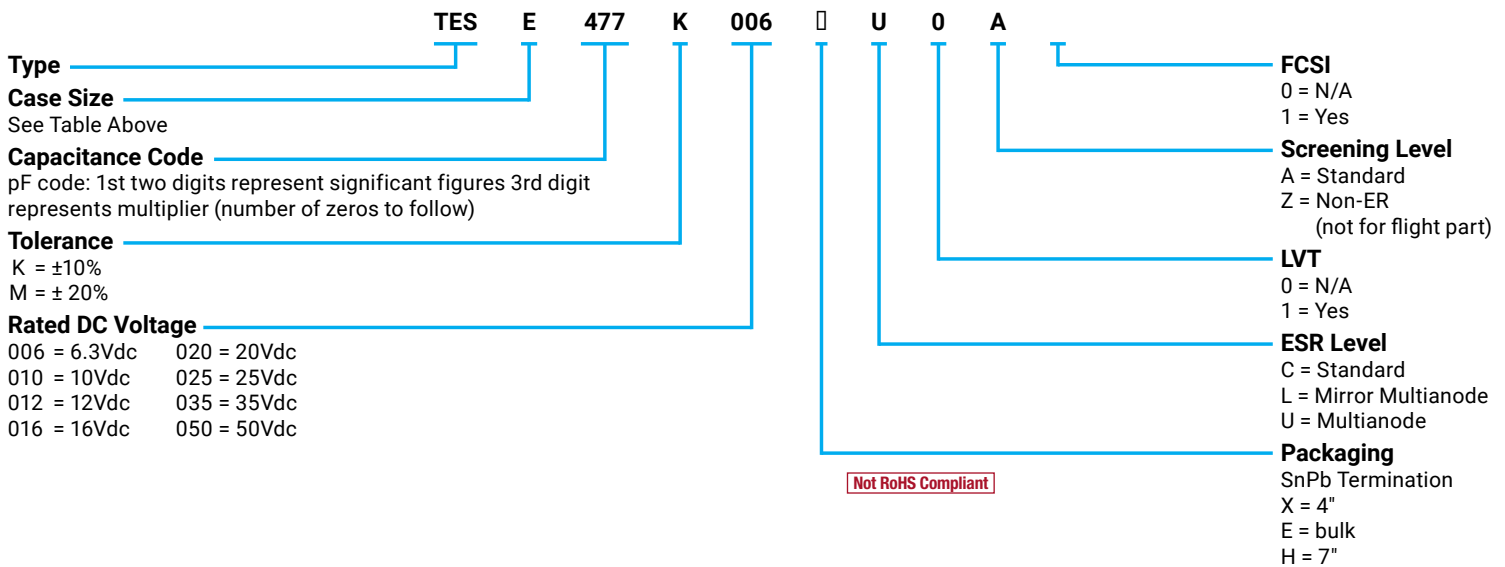 TES E 477 K 006 ▯ U 0 A
Type
Case Size
See Table Above
Capacitance Code
pF code: 1st two digits represent significant figures 3rd digit
represents multiplier (number of zeros to follow)
Tolerance
K = ±10%
M = ± 20%
Rated DC Voltage
006 = 6.3Vdc 020 = 20Vdc
010 = 10Vdc 025 = 25Vdc
012 = 12Vdc 035 = 35Vdc
016 = 16Vdc 050 = 50Vdc
FCSI
0 = N/A
1 = Yes
Screening Level
A = Standard
Z = Non-ER
(not for flight part)
LVT
0 = N/A
1 = Yes
ESR Level
C = Standard
L = Mirror Multianode
U = Multianode
Packaging
SnPb Termination
X = 4"
E = bulk
H = 7"
Not RoHS Compliant